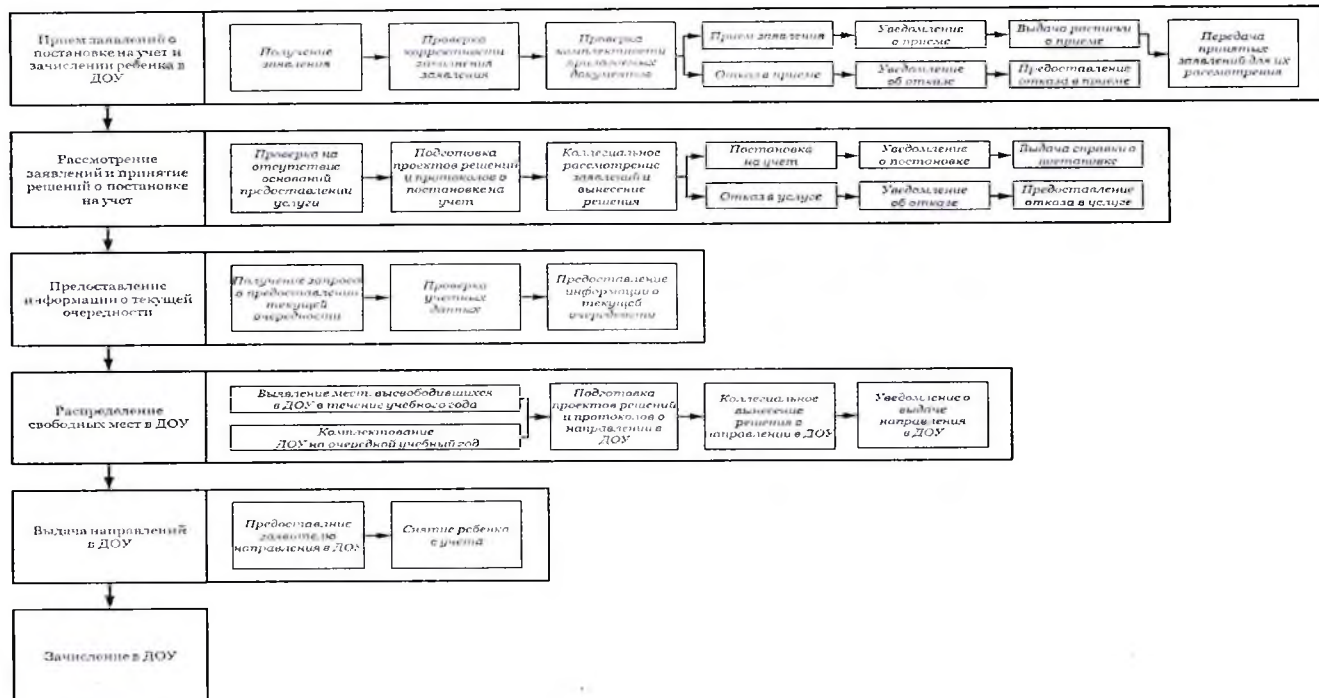 Прием заявлений о
постановке на учет и
зачислении ребенка в
ДОУ
Получение
заявления
Проверка
корректности
заполнения
заявления
Проверка
комплектности
прилагаемых
документов
Прием заявления
Уведомление
о приеме
Выдача расписки
о приеме
Отказ в приеме
Уведомление
об отказе
Предоставление
отказа в приеме
Передача
принятых
заявлений для их
рассмотрения
Рассмотрение
заявлений и принятие
решений о постановке
на учет
Проверка на
отсутствие
оснований
предоставлении
услуги
Подготовка
проектов решений
и протоколов о
постановке на
учет
Коллегиальное
рассмотрение
заявлений и
вынесение
решения
Постановка
на учет
Уведомление
о постановке
Выдача справки о
постановке
Отказ в услуге
Уведомление
об отказе
Предоставление
отказа в услуге
Предоставление
информации о текущей
очередности
Получение запроса
о предоставлении
текущей
очередности
Проверка
учетных
данных
Предоставление
информации о
текущей
очередности
Распределение
свободных мест в ДОУ
Выявление мест, высвободившихся
в ДОУ в течение учебного года
Комплектование
ДОУ на очередной учебный год
Подготовка
проектов решений
и протоколов о
направлении в
ДОУ
Коллегиальное
вынесение
решения о
направлении в ДОУ
Уведомление о
выдаче
направления
в ДОУ
Выдача направлений
в ДОУ
Предоставление
заявителю
направления в ДОУ
Снятие ребенка
с учета
Зачисление в ДОУ